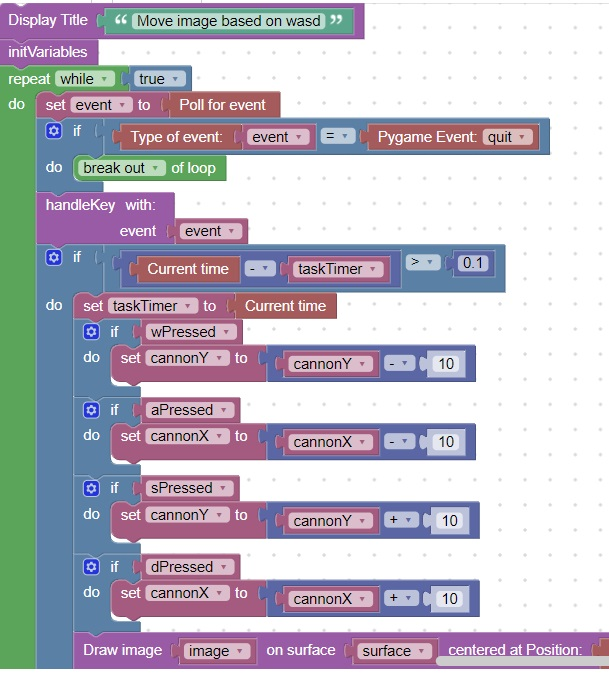 Display Title “ Move image based on wasd ”
initVariables
repeat while true
do set event to Poll for event
if Type of event: event = Pygame Event: quit
do break out of loop
handleKey with:
event event
if Current time - taskTimer > 0.1
do set taskTimer to Current time
if wPressed
do set cannonY to cannonY - 10
if aPressed
do set cannonX to cannonX - 10
if sPressed
do set cannonY to cannonY + 10
if dPressed
do set cannonX to cannonX + 10
Draw image image on surface surface centered at Position: